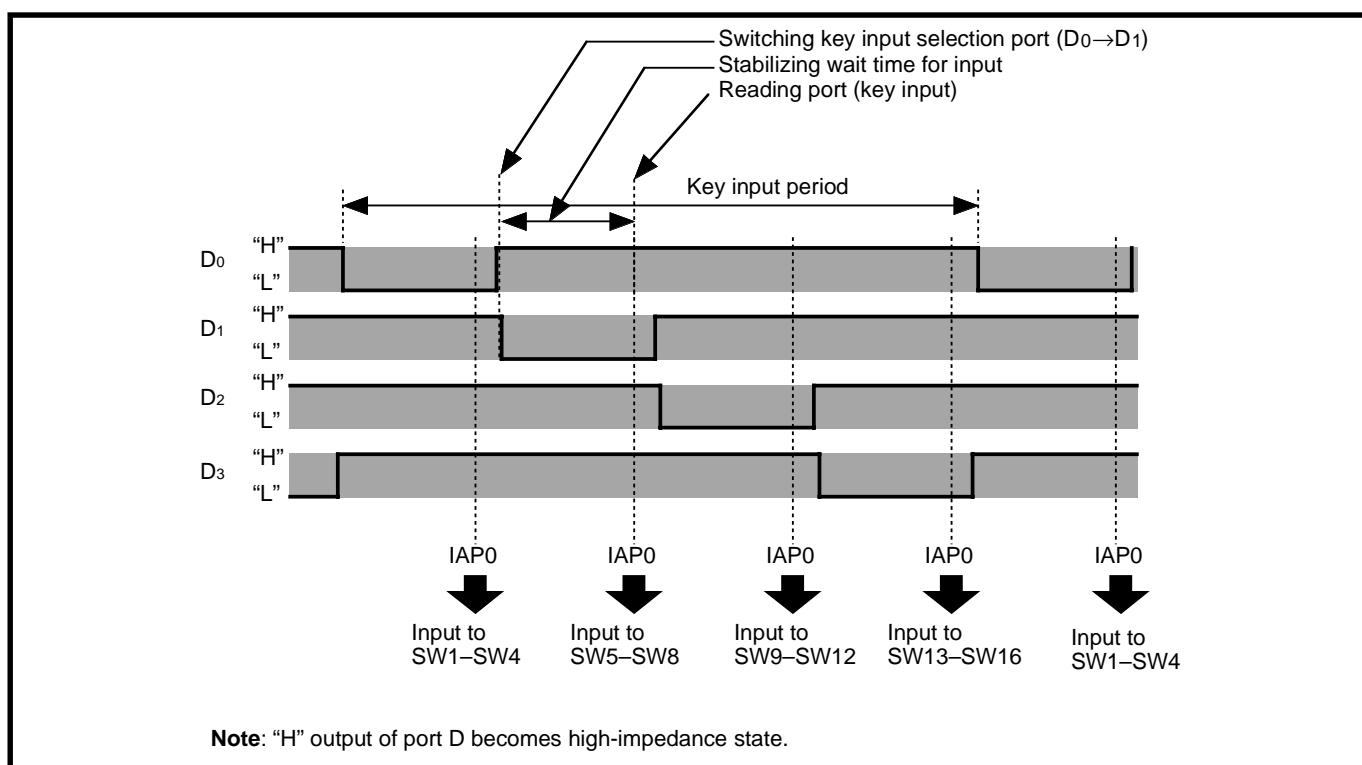 Switching key input selection port (D0→D1)
Stabilizing wait time for input
Reading port (key input)
Key input period
D0
“H”
“L”
D1
“H”
“L”
D2
“H”
“L”
D3
“H”
“L”
IAP0
IAP0
IAP0
IAP0
IAP0
Input to
SW1–SW4
Input to
SW5–SW8
Input to
SW9–SW12
Input to
SW13–SW16
Input to
SW1–SW4
Note: “H” output of port D becomes high-impedance state.